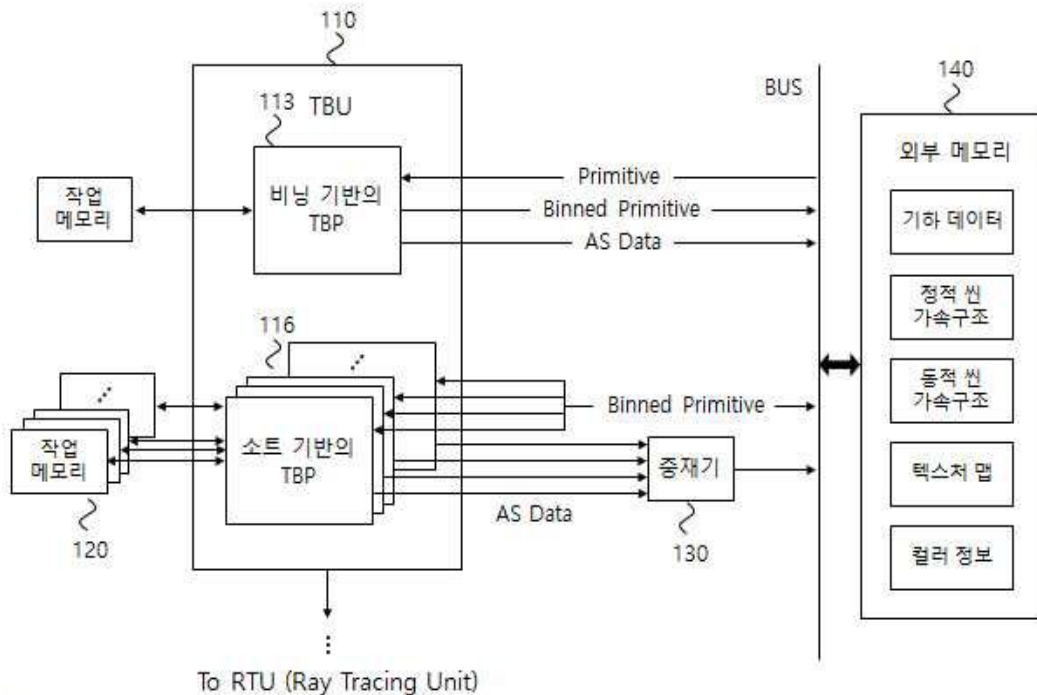 110
TBU
113
비닝 기반의
TBP
작업
메모리
Primitive
Binned Primitive
AS Data
BUS
140
외부 메모리
기하 데이터
정적 씬
가속구조
동적 씬
가속구조
텍스처 맵
컬러 정보
116
소트 기반의
TBP
작업
메모리
120
Binned Primitive
AS Data
중재기
130
To RTU (Ray Tracing Unit)